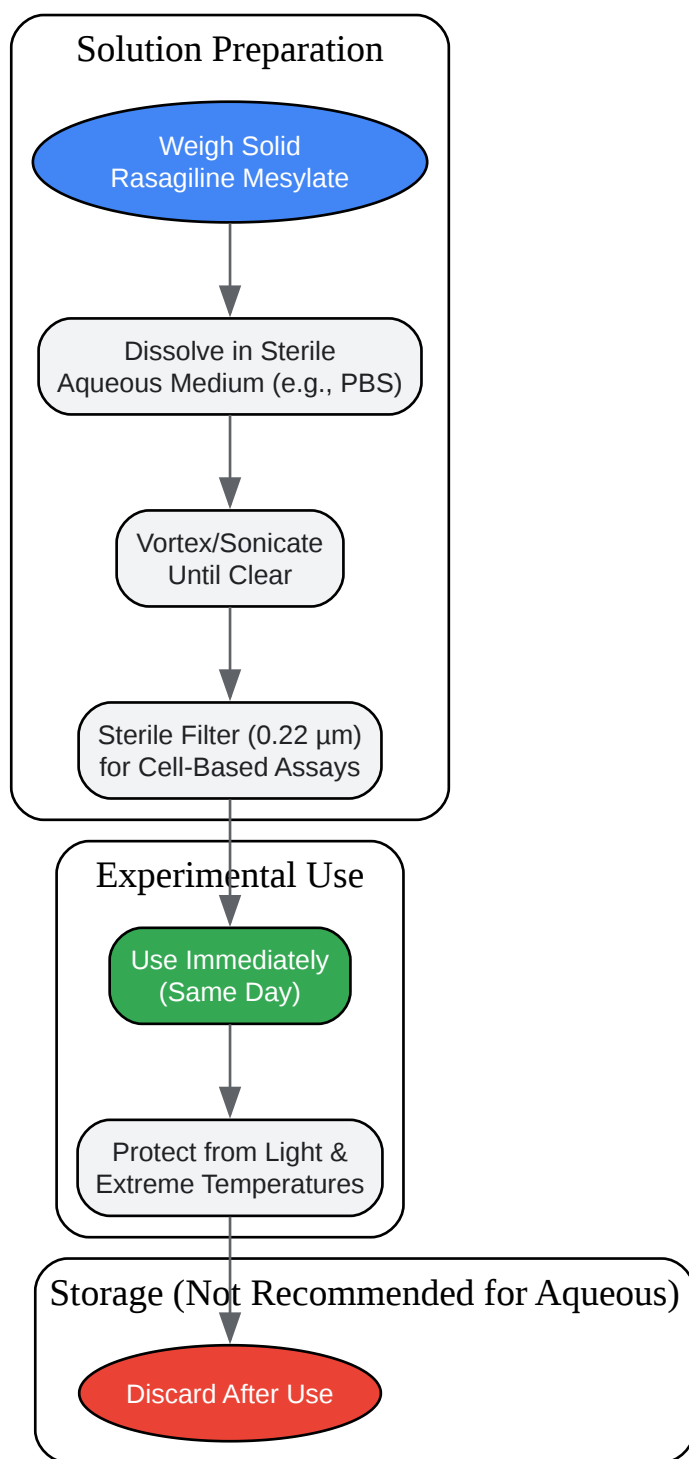 Solution Preparation
Weigh Solid
Rasagiline Mesylate
Dissolve in Sterile
Aqueous Medium (e.g., PBS)
Vortex/Sonicate
Until Clear
Sterile Filter (0.22 µm)
for Cell-Based Assays
Experimental Use
Use Immediately
(Same Day)
Protect from Light &
Extreme Temperatures
Storage (Not Recommended for Aqueous)
Discard After Use